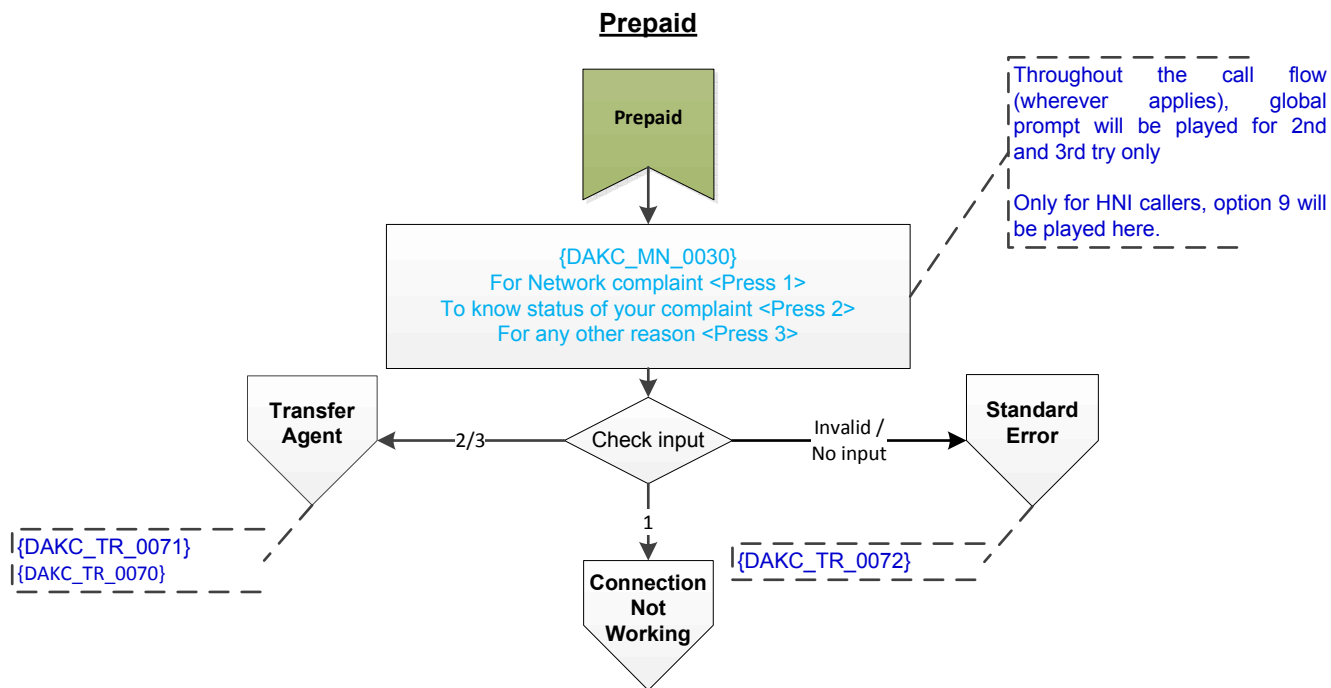 Prepaid
Prepaid
Throughout the call flow
(wherever applies), global
prompt will be played for 2nd
and 3rd try only
Only for HNI callers, option 9 will
be played here.
{DAKC_MN_0030}
For Network complaint <Press 1>
To know status of your complaint <Press 2>
For any other reason <Press 3>
Transfer
Agent
2/3
Check input
Invalid /
No input
Standard
Error
1
{DAKC_TR_0071}
{DAKC_TR_0070}
{DAKC_TR_0072}
Connection
Not
Working